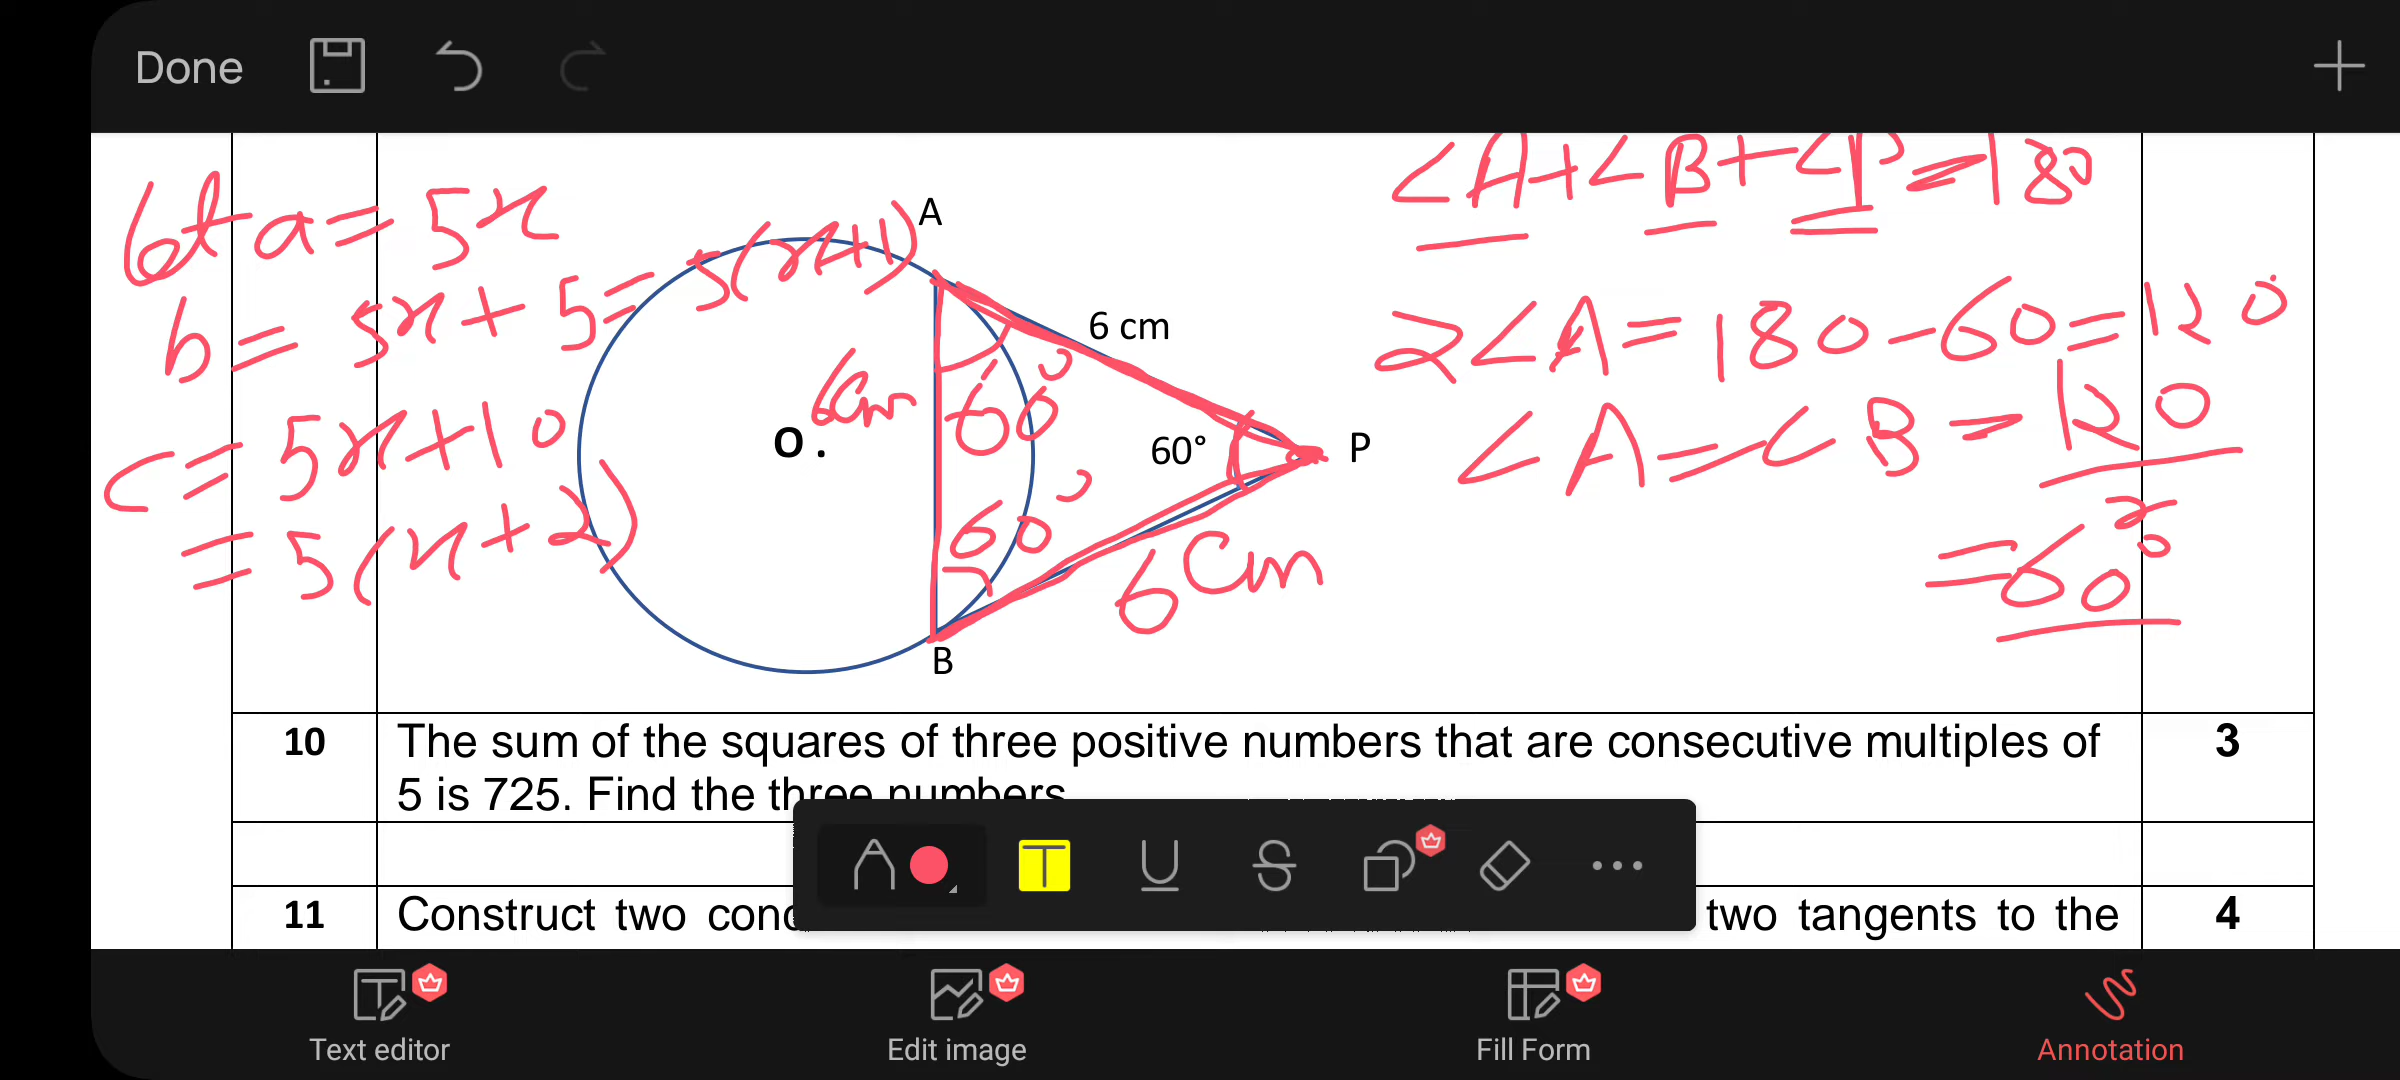 Done
∠A+∠B+∠P=180
let a = 5x
b = 5x+5= 5(x+1)
c = 5x+10
= 5(x+2)
A
6 cm
6cm
60°
O .
60°
P
60°
6 cm
B
2∠A=180-60=120°
∠A=∠B=120
2
=60°
10
The sum of the squares of three positive numbers that are consecutive multiples of
3
5 is 725. Find the three numbers
11
Construct two conc
two tangents to the
4
Text editor
Edit image
Fill Form
Annotation